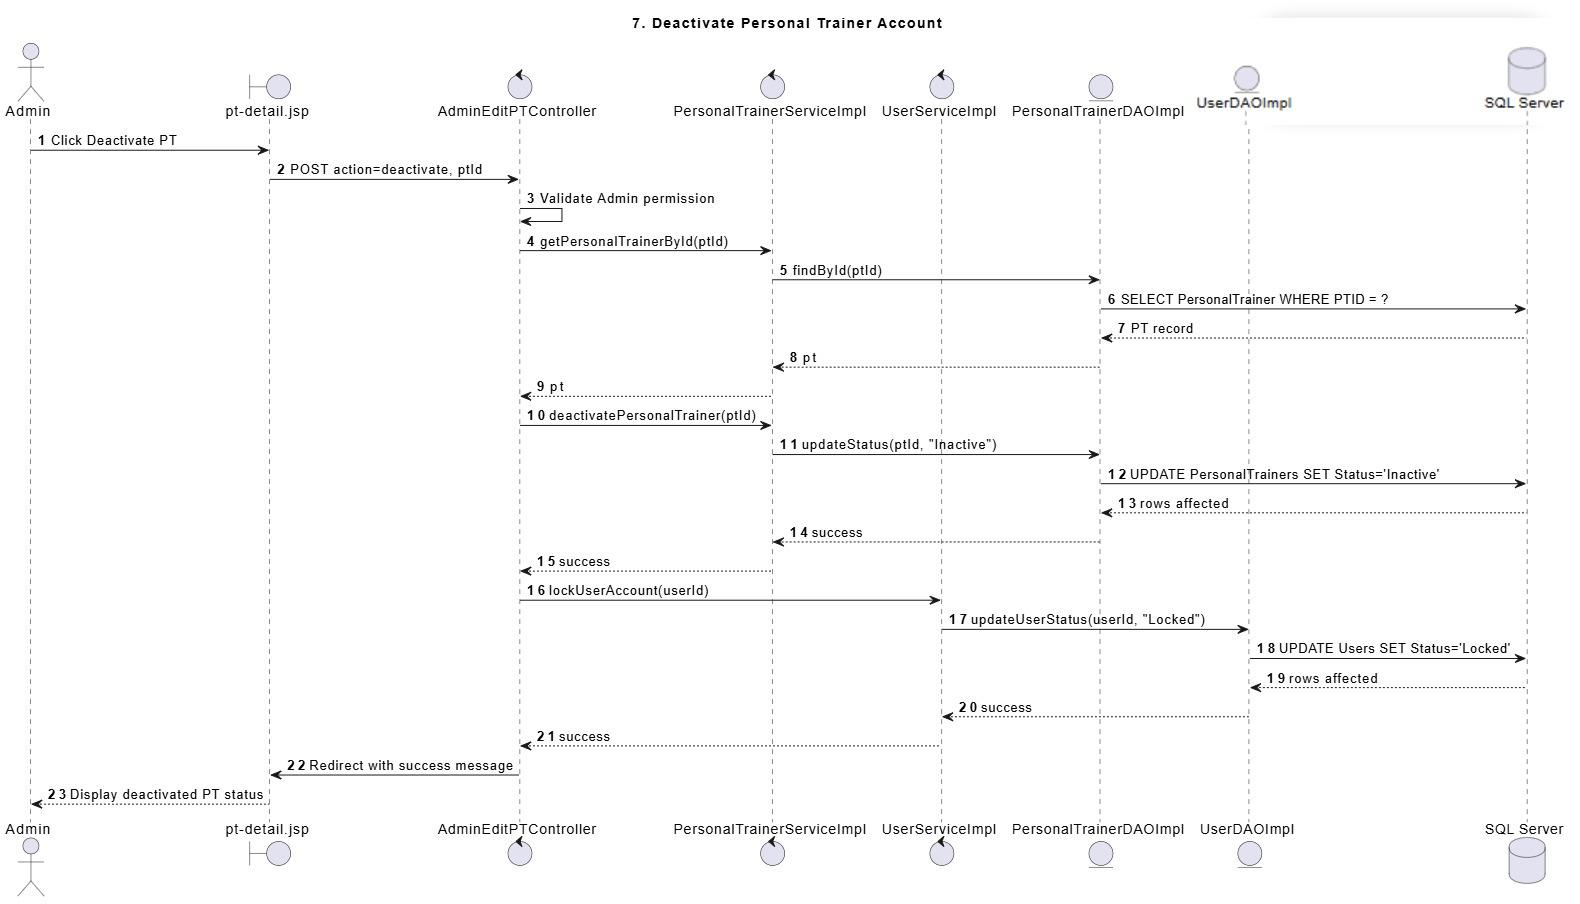 7. Deactivate Personal Trainer Account
Admin
pt-detail.jsp
AdminEditPTController
PersonalTrainerServiceImpl
UserServiceImpl
PersonalTrainerDAOImpl
UserDAOImpl
SQL Server
1 Click Deactivate PT
2 POST action=deactivate, ptId
3 Validate Admin permission
4 getPersonalTrainerById(ptId)
5 findById(ptId)
6 SELECT PersonalTrainer WHERE PTID = ?
7 PT record
8 pt
9 pt
10 deactivatePersonalTrainer(ptId)
11 updateStatus(ptId, "Inactive")
12 UPDATE PersonalTrainers SET Status='Inactive'
13 rows affected
14 success
15 success
16 lockUserAccount(userId)
17 updateUserStatus(userId, "Locked")
18 UPDATE Users SET Status='Locked'
19 rows affected
20 success
21 success
22 Redirect with success message
23 Display deactivated PT status
Admin
pt-detail.jsp
AdminEditPTController
PersonalTrainerServiceImpl
UserServiceImpl
PersonalTrainerDAOImpl
UserDAOImpl
SQL Server